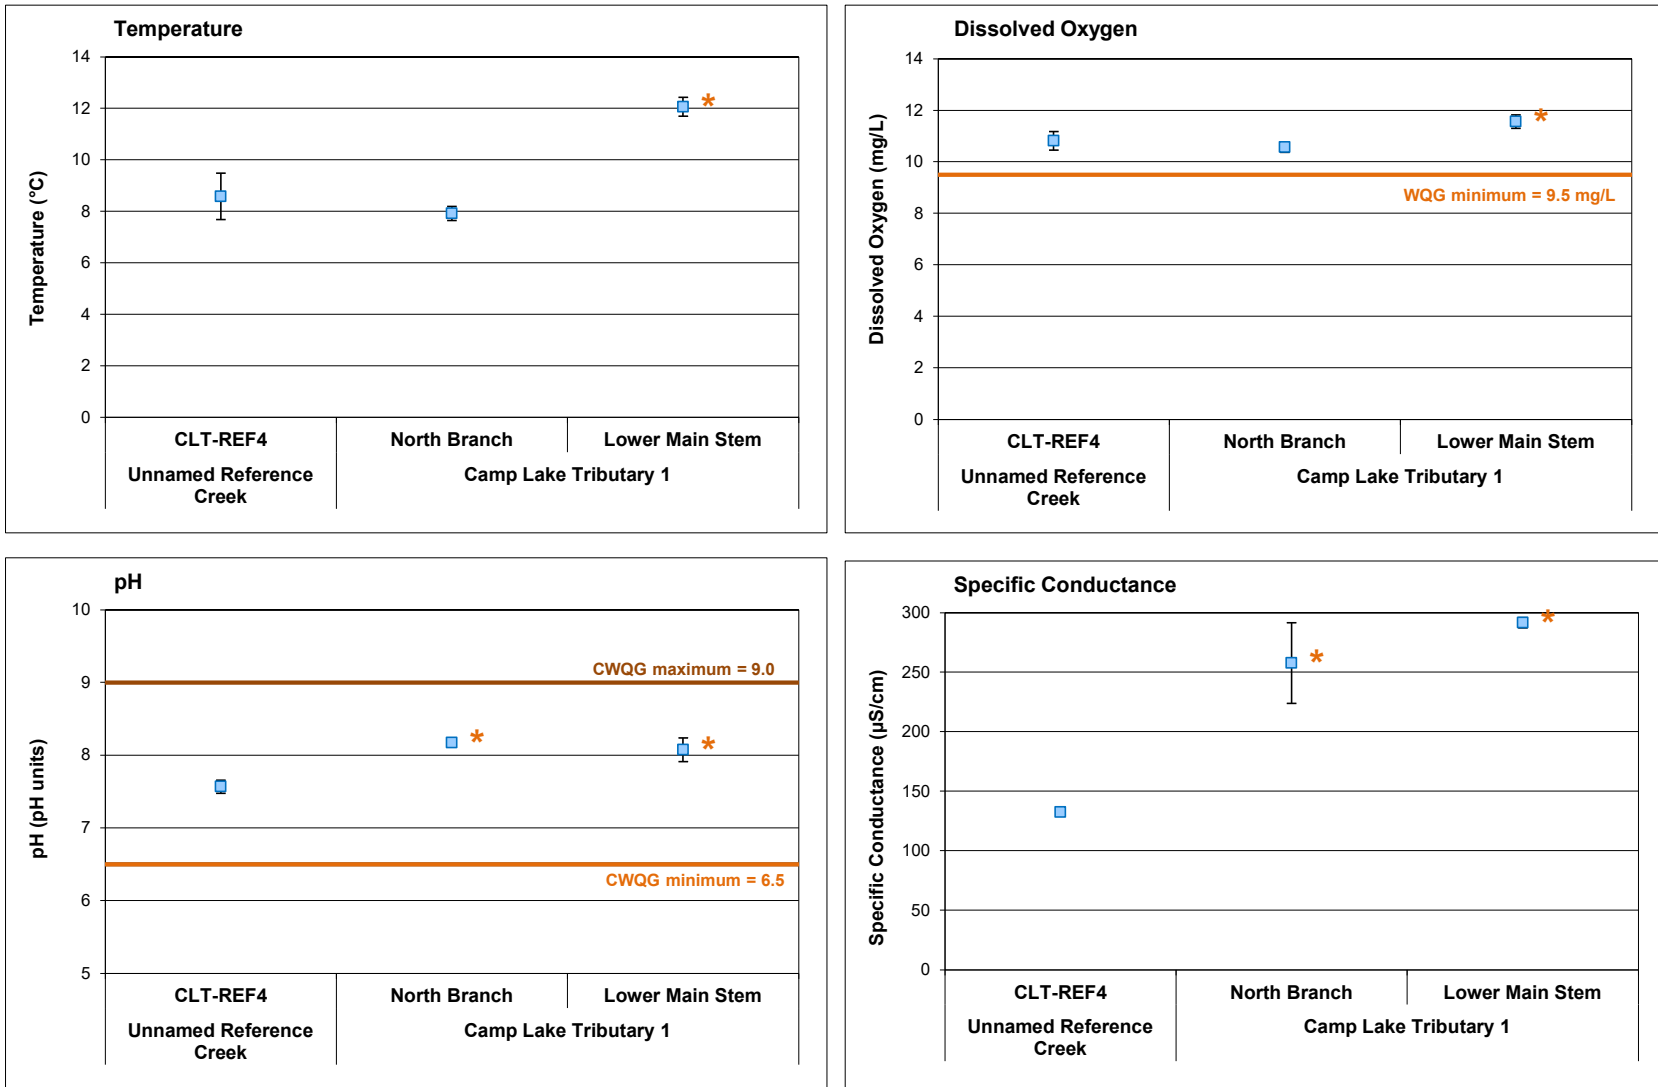 Temperature
14
12
10
8
6
4
2
0
Temperature (°C)
*
CLT-REF4
North Branch
Lower Main Stem
Unnamed Reference
Creek
Camp Lake Tributary 1
Dissolved Oxygen
14
12
10
8
6
4
2
0
Dissolved Oxygen (mg/L)
*
WQG minimum = 9.5 mg/L
CLT-REF4
North Branch
Lower Main Stem
Unnamed Reference
Creek
Camp Lake Tributary 1
pH
10
9
8
7
6
5
pH (pH units)
CWQG maximum = 9.0
*
*
CWQG minimum = 6.5
CLT-REF4
North Branch
Lower Main Stem
Unnamed Reference
Creek
Camp Lake Tributary 1
Specific Conductance
300
250
200
150
100
50
0
Specific Conductance (µS/cm)
*
*
CLT-REF4
North Branch
Lower Main Stem
Unnamed Reference
Creek
Camp Lake Tributary 1